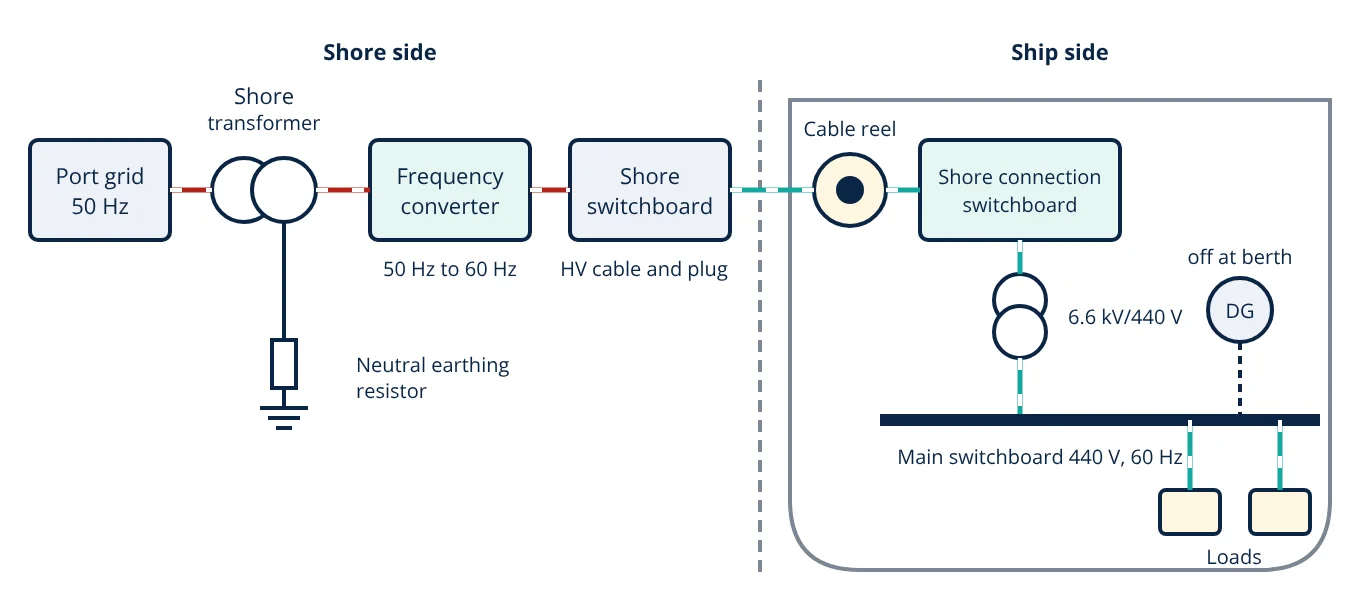 Shore side
Ship side
Shore
transformer
Cable reel
Port grid
50 Hz
Frequency
converter
Shore
switchboard
Shore connection
switchboard
50 Hz to 60 Hz
HV cable and plug
off at berth
DG
6.6 kV/440 V
Neutral earthing
resistor
Main switchboard 440 V, 60 Hz
Loads